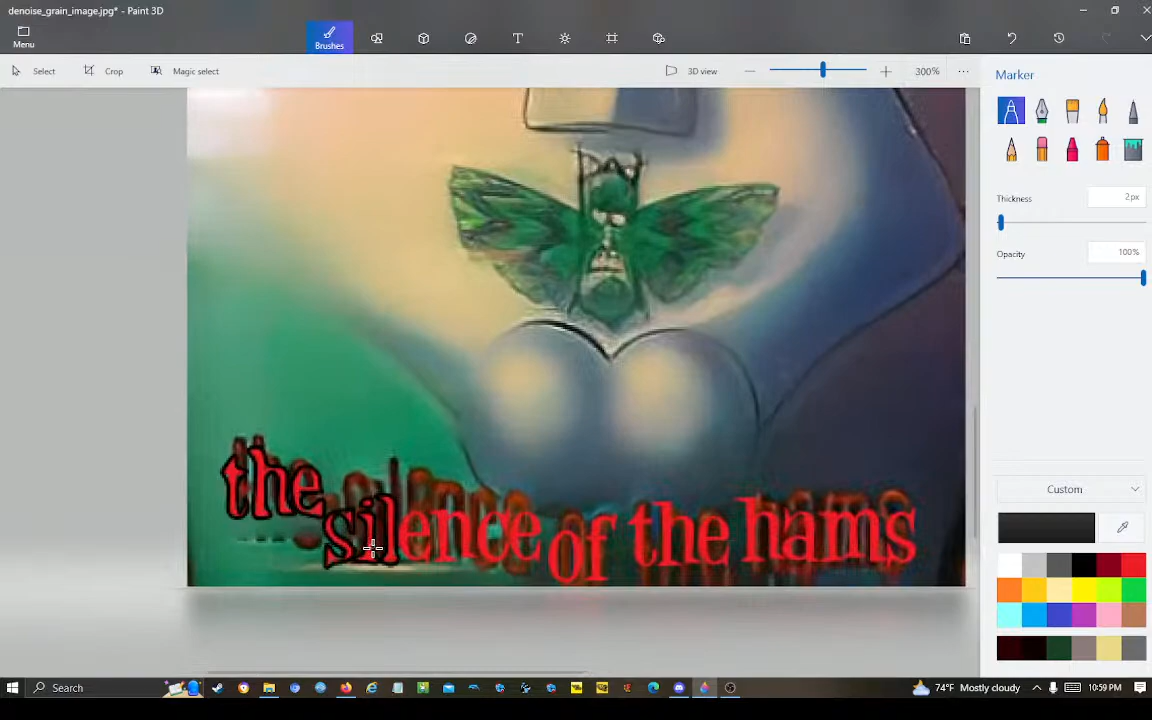 denoise_grain_image.jpg* - Paint 3D
Menu
Brushes
Select
Crop
Magic select
3D view
300%
Marker
Thickness
2px
Opacity
100%
Custom
the
silence of the hams
Search
74°F Mostly cloudy
10:59 PM